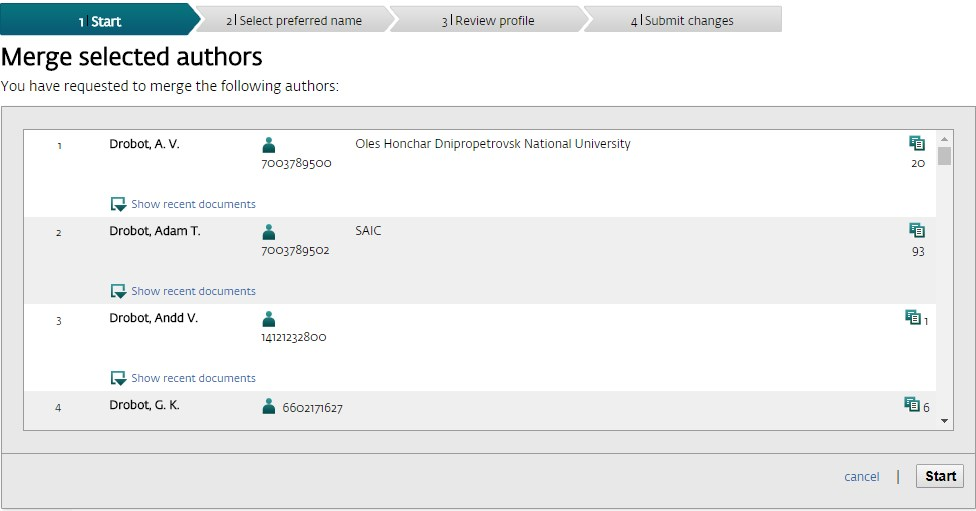 1 | Start 2 | Select preferred name 3 | Review profile 4 | Submit changes
Merge selected authors
You have requested to merge the following authors:
1 Drobot, A. V. Oles Honchar Dnipropetrovsk National University
7003789500 20
Show recent documents
2 Drobot, Adam T. SAIC
7003789502 93
Show recent documents
3 Drobot, Andd V. 1
14121232800
Show recent documents
4 Drobot, G. K. 6602171627 6
cancel | Start